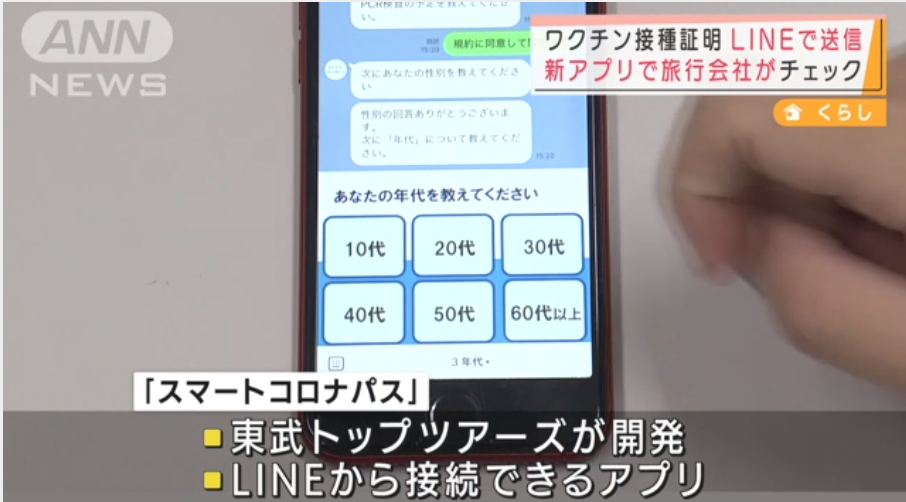 ANN
NEWS
ワクチン接種証明 LINEで送信
新アプリで旅行会社がチェック
くらし
PCR検査の予定を教えてください。
既読
15:20
規約に同意して
次にあなたの性別を教えてください
性別の回答ありがとうございます。
次に「年代」について教えてください。
15:20
あなたの年代を教えてください
10代
20代
30代
40代
50代
60代以上
3年代
「スマートコロナパス」
東武トップツアーズが開発
LINEから接続できるアプリ